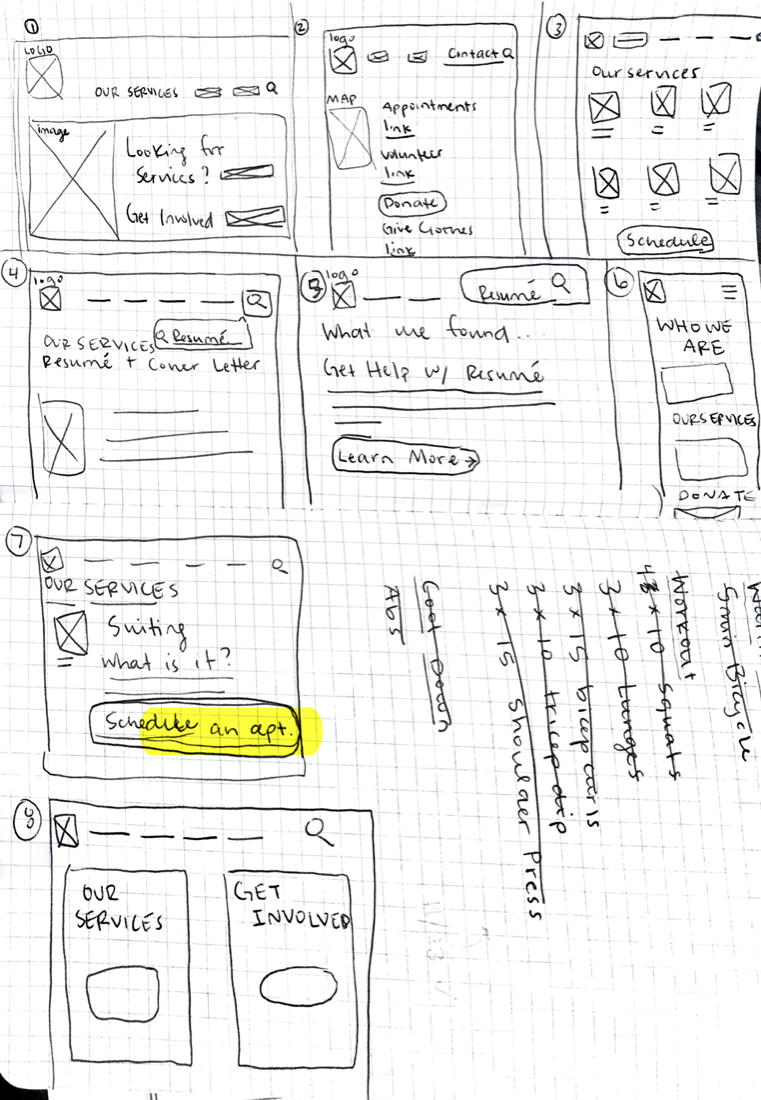 1
LOGO
OUR SERVICES
image
Looking for
Services?
Get Involved
2
logo
Contact
MAP
Appointments
link
Volunteer
link
Donate
Give Clothes
link
3
Our services
Schedule
4
logo
Resumé
OUR SERVICES
Resumé + Cover Letter
5
logo
Resumé
What we found...
Get Help w/ Resumé
Learn More →
6
WHO WE
ARE
OUR SERVICES
DONATE
7
OUR SERVICES
Suiting
What is it?
Schedule an apt.
5 min Bicycle
Workout
4 x 10 squats
3 x 10 lunges
3 x 15 bicep curls
3 x 10 tricep dip
3 x 15 Shoulder Press
Cool Down
Abs
8
OUR
SERVICES
GET
INVOLVED